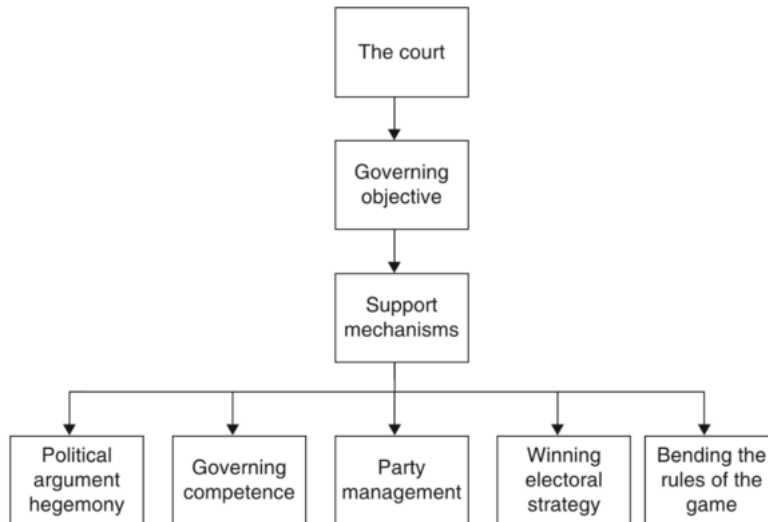 The court
Governing
objective
Support
mechanisms
Political
argument
hegemony
Governing
competence
Party
management
Winning
electoral
strategy
Bending the
rules of the
game